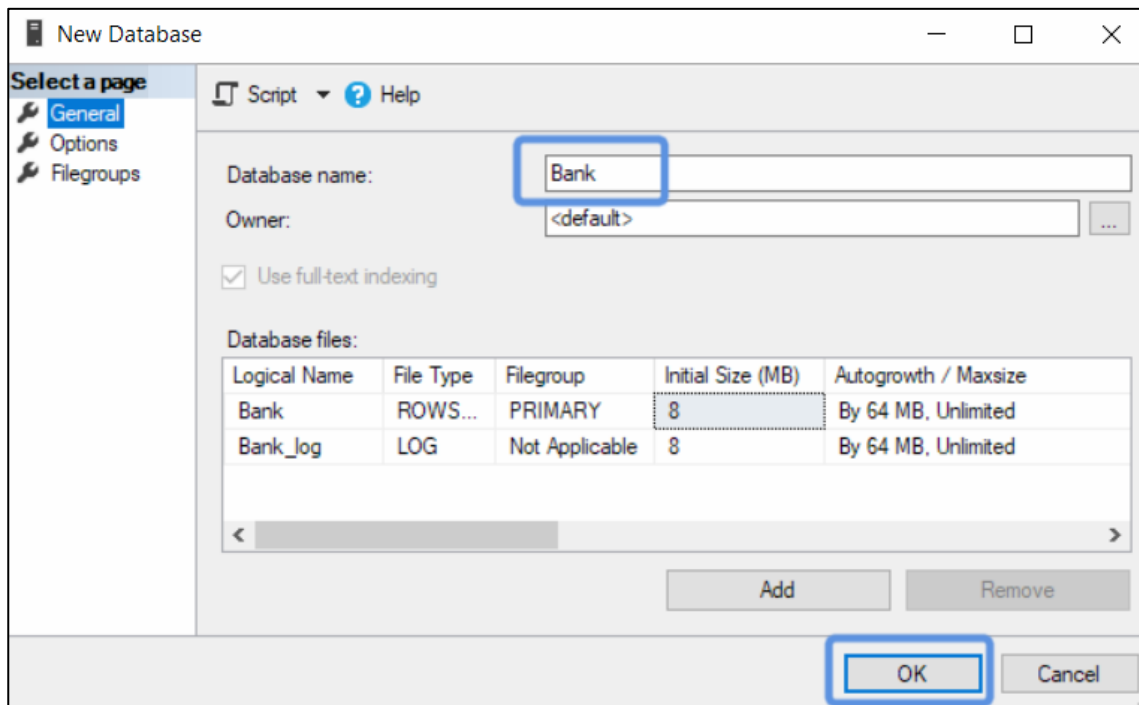 New Database
Select a page
General
Options
Filegroups
Script Help
Database name: Bank
Owner: <default> ...
Use full-text indexing
Database files:
Logical Name File Type Filegroup Initial Size (MB) Autogrowth / Maxsize
Bank ROWS... PRIMARY 8 By 64 MB, Unlimited
Bank_log LOG Not Applicable 8 By 64 MB, Unlimited
Add Remove
OK Cancel